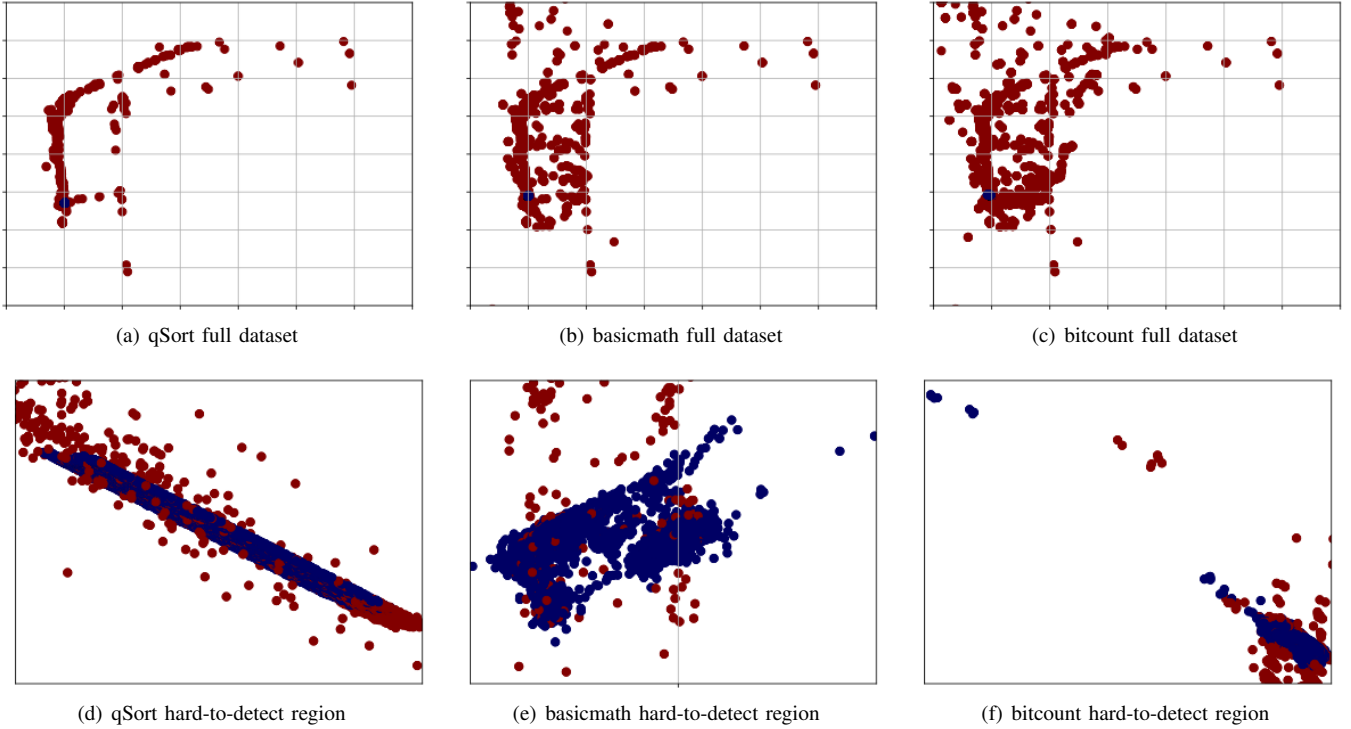 (a) qSort full dataset
(b) basicmath full dataset
(c) bitcount full dataset
(d) qSort hard-to-detect region
(e) basicmath hard-to-detect region
(f) bitcount hard-to-detect region